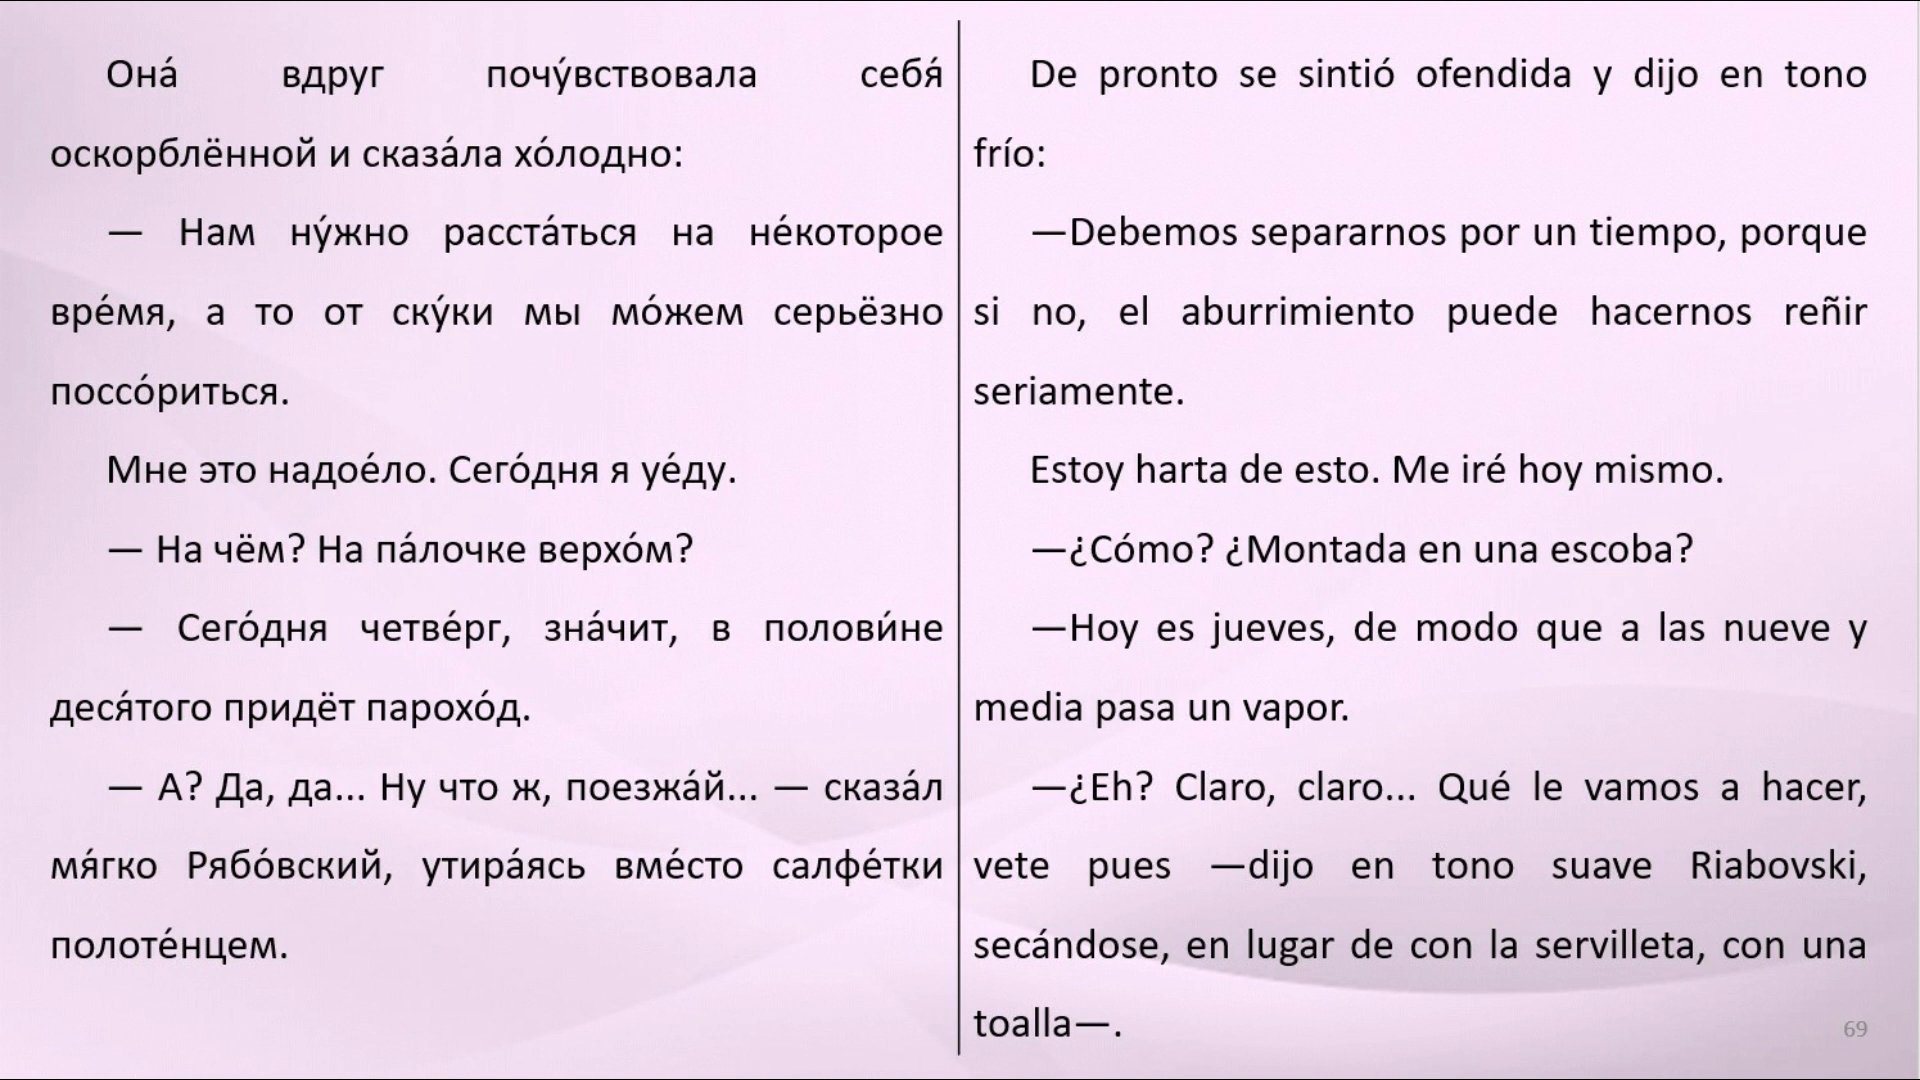 Она́ вдруг почу́вствовала себя́
оскорблённой и сказа́ла хо́лодно:
— Нам ну́жно расста́ться на не́которое
вре́мя, а то от ску́ки мы мо́жем серьёзно
поссо́риться.
Мне это надое́ло. Сего́дня я уе́ду.
— На чём? На па́лочке верхо́м?
— Сего́дня четве́рг, зна́чит, в полови́не
деся́того придёт парохо́д.
— А? Да, да... Ну что ж, поезжа́й... — сказа́л
мя́гко Рябо́вский, утира́ясь вме́сто салфе́тки
полоте́нцем.
De pronto se sintió ofendida y dijo en tono
frío:
—Debemos separarnos por un tiempo, porque
si no, el aburrimiento puede hacernos reñir
seriamente.
Estoy harta de esto. Me iré hoy mismo.
—¿Cómo? ¿Montada en una escoba?
—Hoy es jueves, de modo que a las nueve y
media pasa un vapor.
—¿Eh? Claro, claro... Qué le vamos a hacer,
vete pues —dijo en tono suave Riabovski,
secándose, en lugar de con la servilleta, con una
toalla—.
69